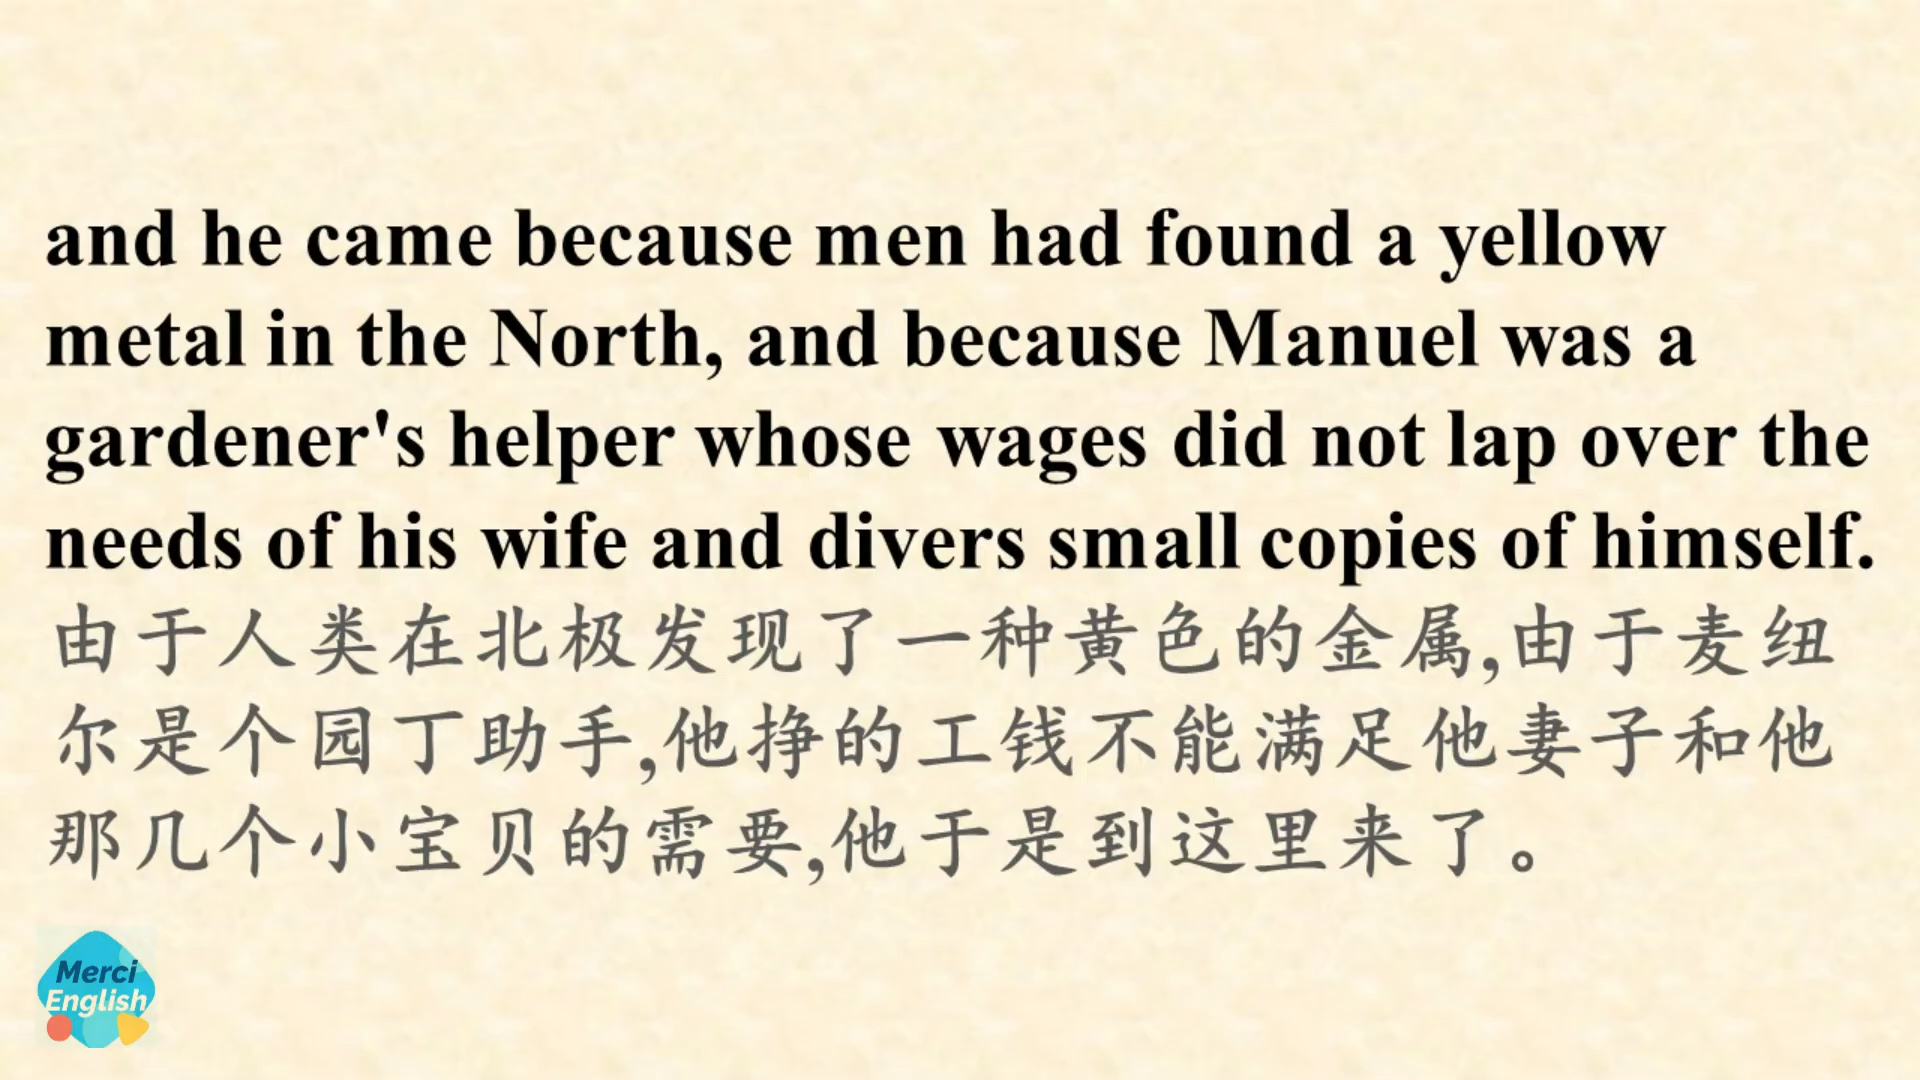 and he came because men had found a yellow
metal in the North, and because Manuel was a
gardener's helper whose wages did not lap over the
needs of his wife and divers small copies of himself.
由于人类在北极发现了一种黄色的金属,由于麦纽
尔是个园丁助手,他挣的工钱不能满足他妻子和他
那几个小宝贝的需要,他于是到这里来了。
Merci
English